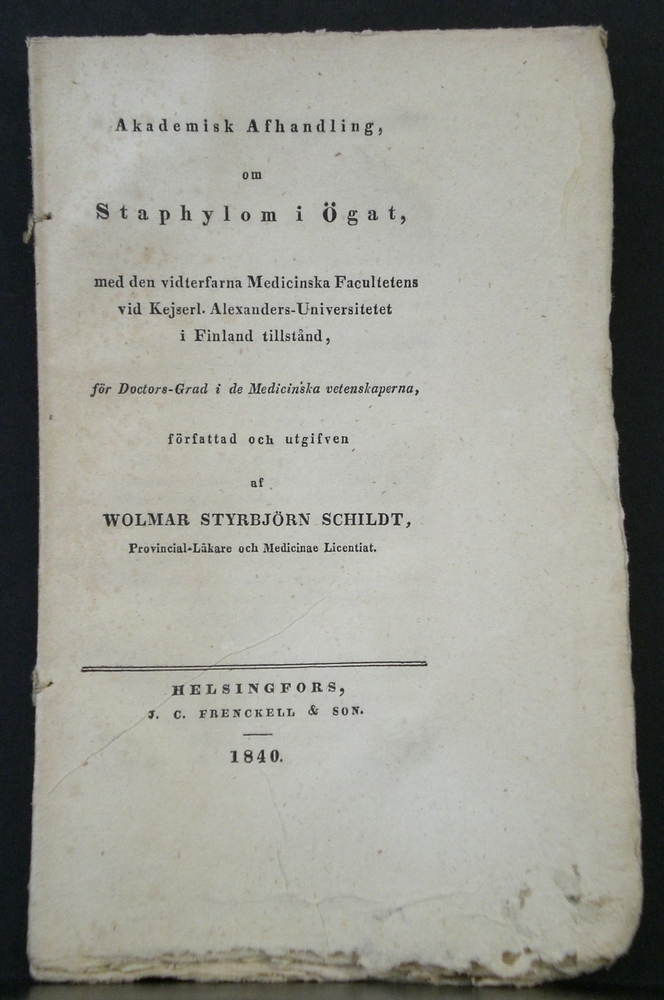 Akademisk Afhandling,
om
Staphylom i Ögat,
med den vidterfarna Medicinska Facultetens
vid Kejserl. Alexanders-Universitetet
i Finland tillstånd,
för Doctors-Grad i de Medicinska vetenskaperna,
författad och utgifven
af
WOLMAR STYRBJÖRN SCHILDT,
Provincial-Läkare och Medicinae Licentiat.
HELSINGFORS,
J. C. FRENCKELL & SON.
1840.